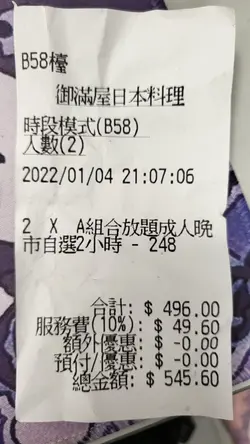 B58檯
御滿屋日本料理
時段模式(B58)
人數(2)
2022/01/04 21:07:06
2 X A組合放題成人晚
市自選2小時 - 248
合計: $ 496.00
服務費(10%): $ 49.60
額外優惠: $ -0.00
預付/優惠: $ -0.00
總金額: $ 545.60